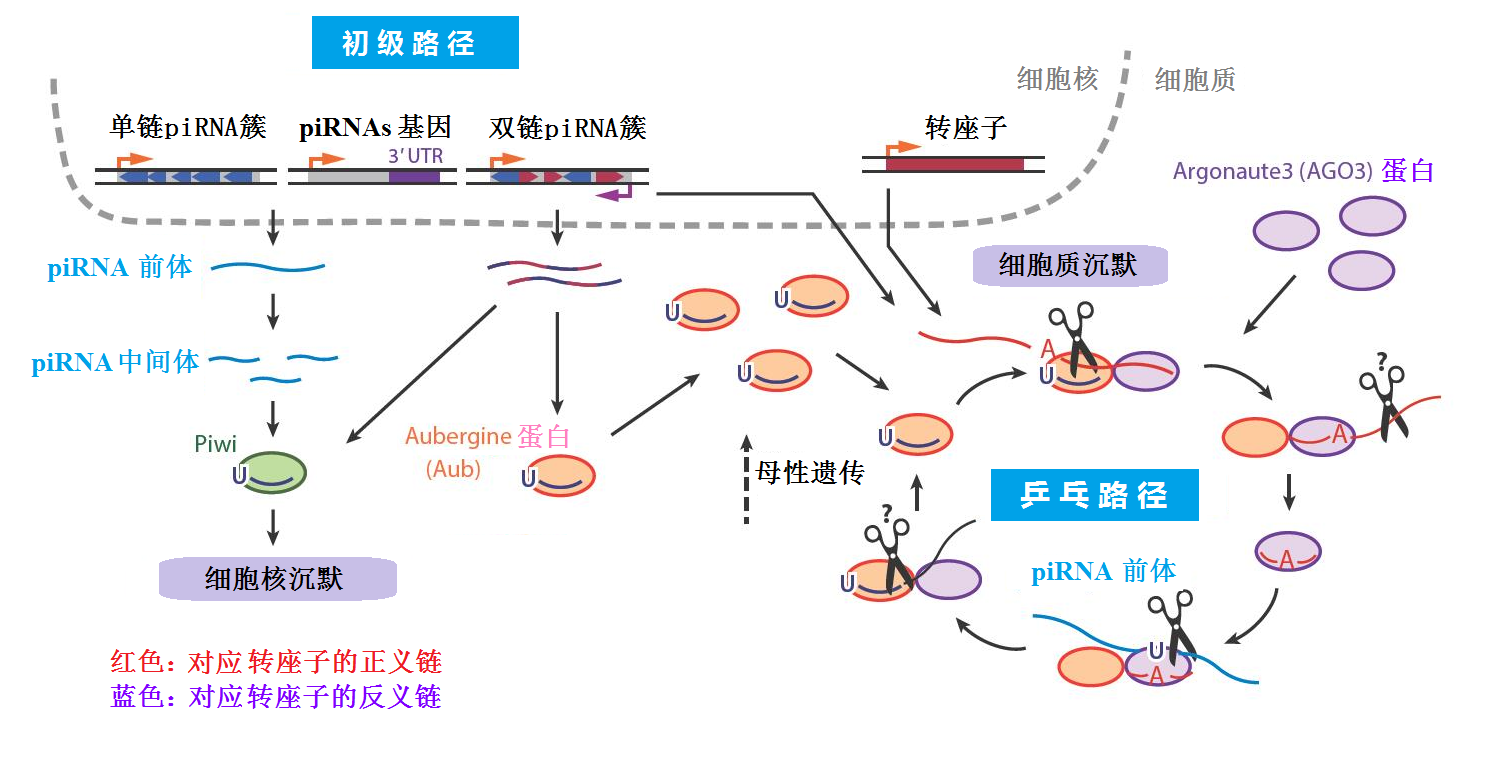 初级路径
细胞核
细胞质
单链piRNA簇
piRNAs 基因
3′ UTR
双链piRNA簇
转座子
Argonaute3 (AGO3) 蛋白
piRNA 前体
细胞质沉默
U
U
U
A
U
?
piRNA 中间体
Piwi
U
Aubergine 蛋白
(Aub)
U
U
A
母性遗传
乒乓路径
?
U
A
细胞核沉默
piRNA 前体
U
A
红色：对应转座子的正义链
蓝色：对应转座子的反义链